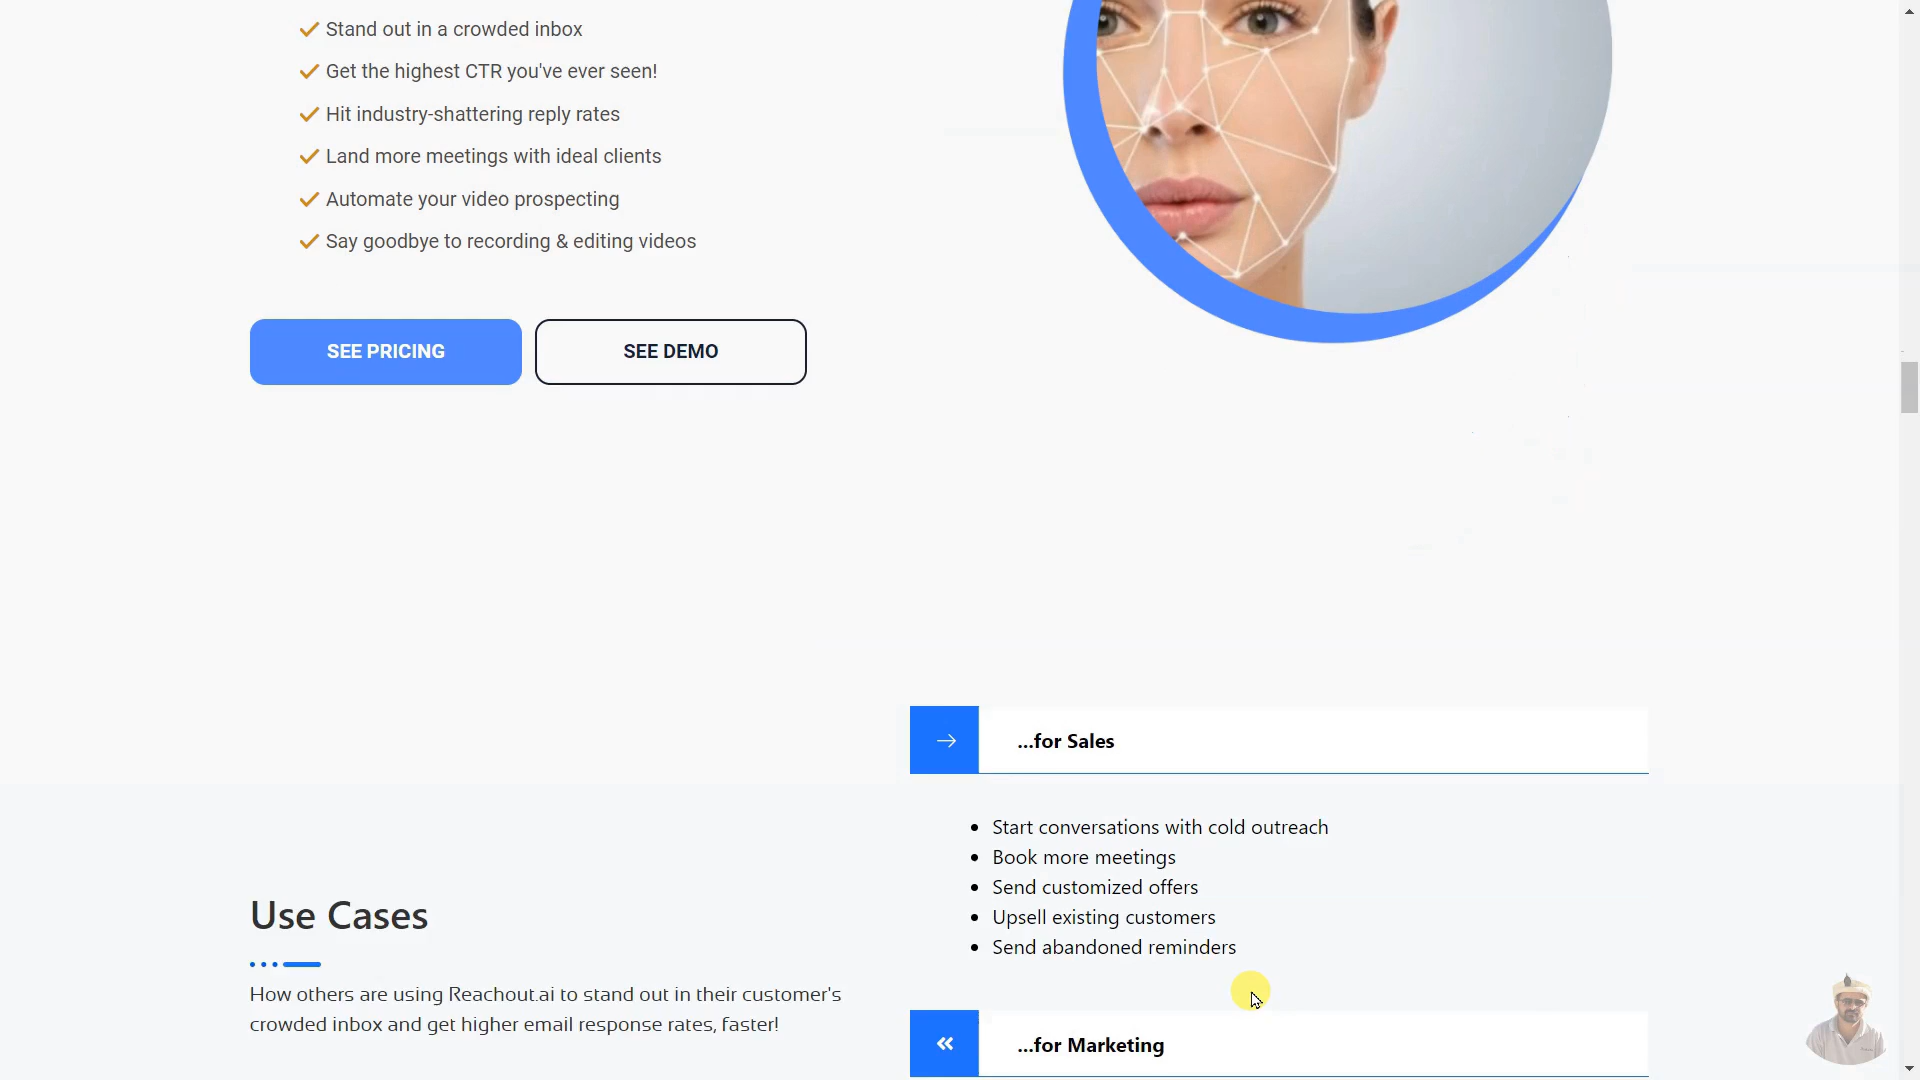 Stand out in a crowded inbox
Get the highest CTR you've ever seen!
Hit industry-shattering reply rates
Land more meetings with ideal clients
Automate your video prospecting
Say goodbye to recording & editing videos
SEE PRICING
SEE DEMO
Use Cases
How others are using Reachout.ai to stand out in their customer's
crowded inbox and get higher email response rates, faster!
...for Sales
Start conversations with cold outreach
Book more meetings
Send customized offers
Upsell existing customers
Send abandoned reminders
...for Marketing